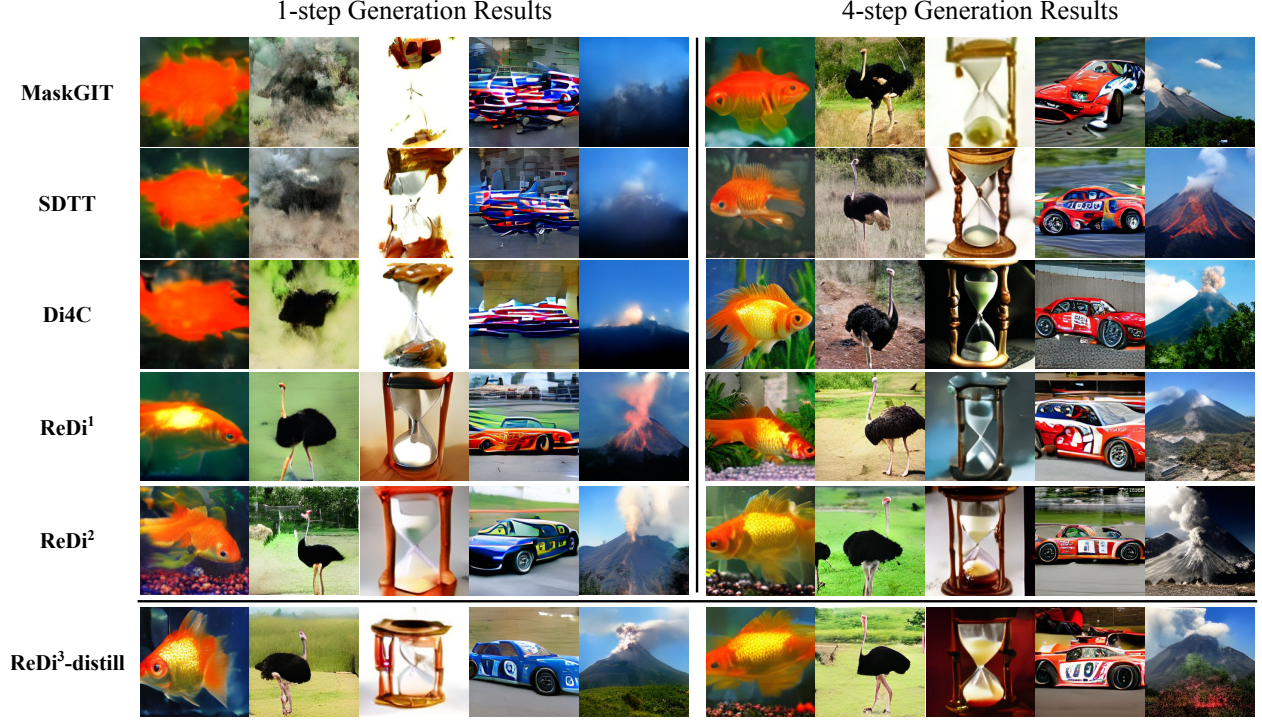 1-step Generation Results
4-step Generation Results
MaskGIT
SDTT
Di4C
ReDi¹
ReDi²
ReDi³-distill